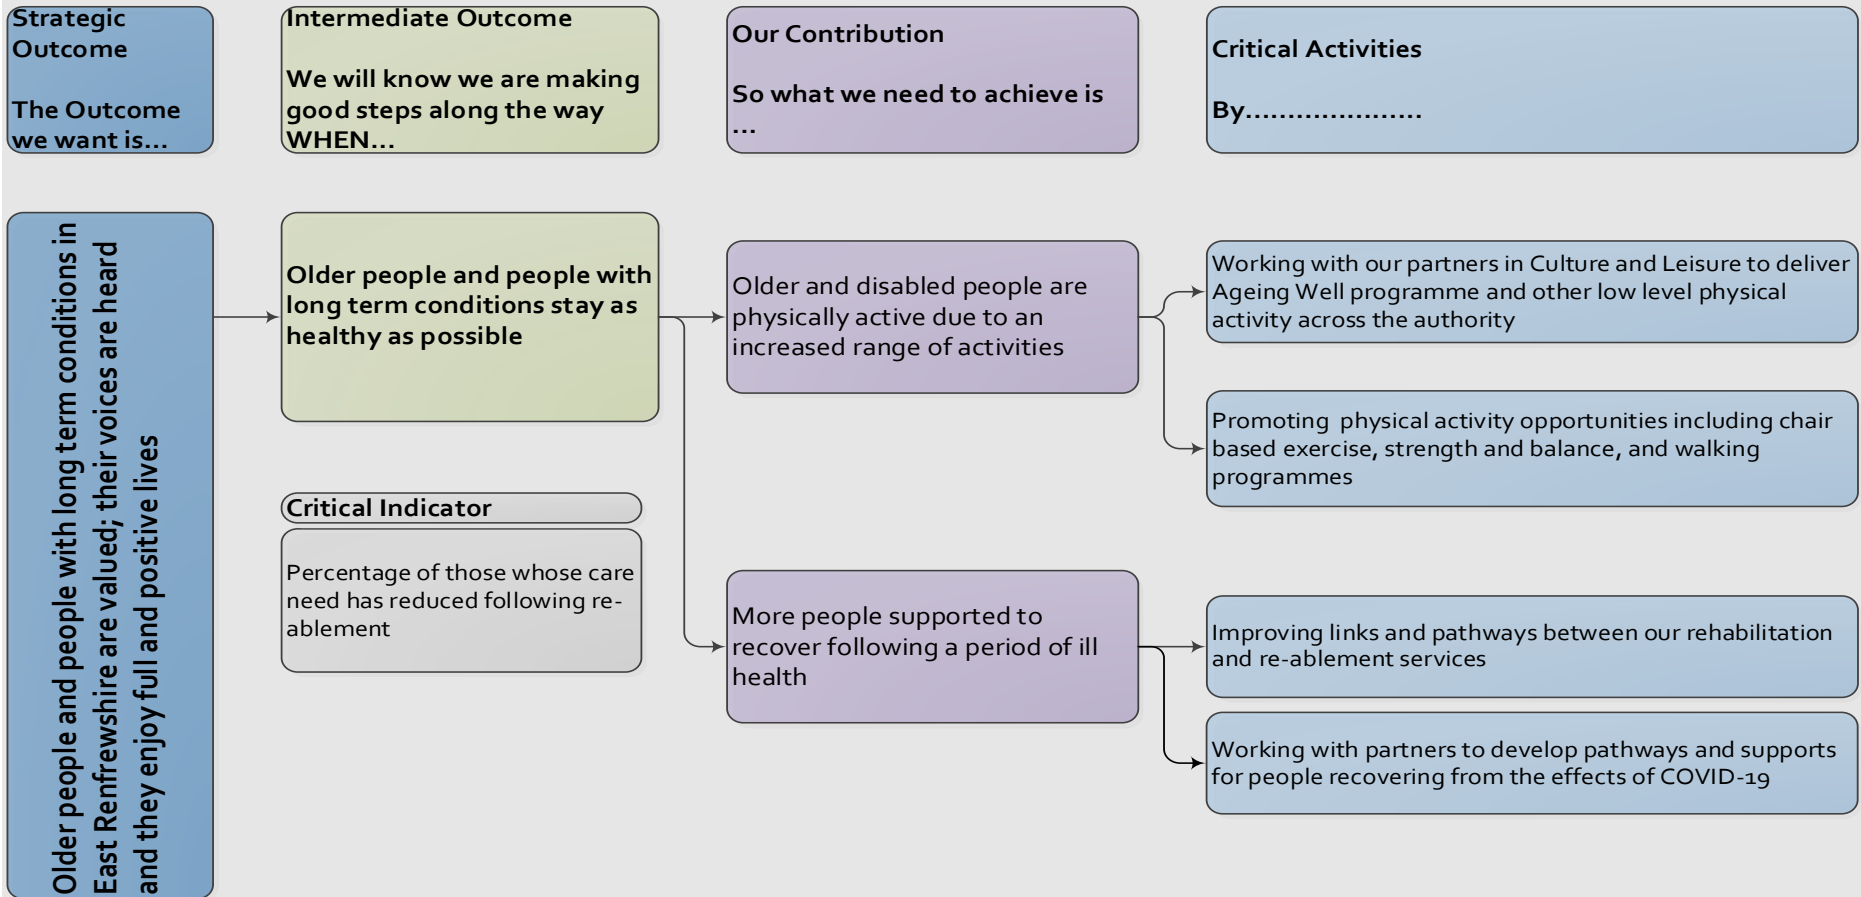 Strategic
Outcome
The Outcome
we want is...
Intermediate Outcome
We will know we are making
good steps along the way
WHEN...
Our Contribution
So what we need to achieve is
...
Critical Activities
By.....................
Older people and people with long term conditions in
East Renfrewshire are valued; their voices are heard
and they enjoy full and positive lives
Older people and people with
long term conditions stay as
healthy as possible
Critical Indicator
Percentage of those whose care
need has reduced following re-
ablement
Older and disabled people are
physically active due to an
increased range of activities
More people supported to
recover following a period of ill
health
Working with our partners in Culture and Leisure to deliver
Ageing Well programme and other low level physical
activity across the authority
Promoting  physical activity opportunities including chair
based exercise, strength and balance, and walking
programmes
Improving links and pathways between our rehabilitation
and re-ablement services
Working with partners to develop pathways and supports
for people recovering from the effects of COVID-19